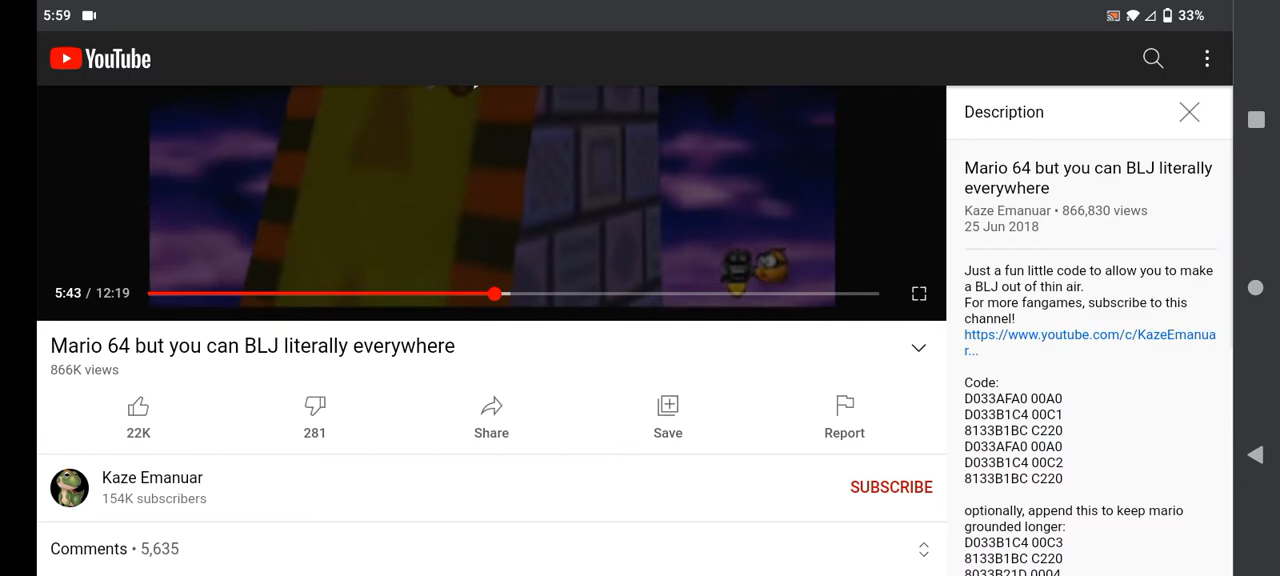 5:59
33%
YouTube
5:43 / 12:19
Mario 64 but you can BLJ literally everywhere
866K views
22K
281
Share
Save
Report
Kaze Emanuar
154K subscribers
SUBSCRIBE
Comments • 5,635
Description
Mario 64 but you can BLJ literally
everywhere
Kaze Emanuar • 866,830 views
25 Jun 2018
Just a fun little code to allow you to make
a BLJ out of thin air.
For more fangames, subscribe to this
channel!
https://www.youtube.com/c/KazeEmanua
r...
Code:
D033AFA0 00A0
D033B1C4 00C1
8133B1BC C220
D033AFA0 00A0
D033B1C4 00C2
8133B1BC C220
optionally, append this to keep mario
grounded longer:
D033B1C4 00C3
8133B1BC C220
8033B21D 0004